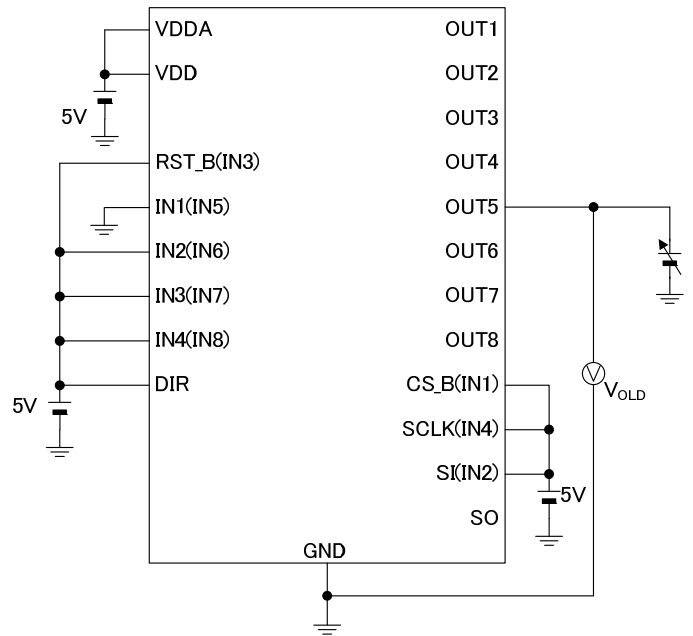 VDDA
VDD
5V
RST_B(IN3)
IN1(IN5)
IN2(IN6)
IN3(IN7)
IN4(IN8)
DIR
5V
OUT1
OUT2
OUT3
OUT4
OUT5
OUT6
OUT7
OUT8
CS_B(IN1)
SCLK(IN4)
SI(IN2)
SO
5V
V
VOLD
GND